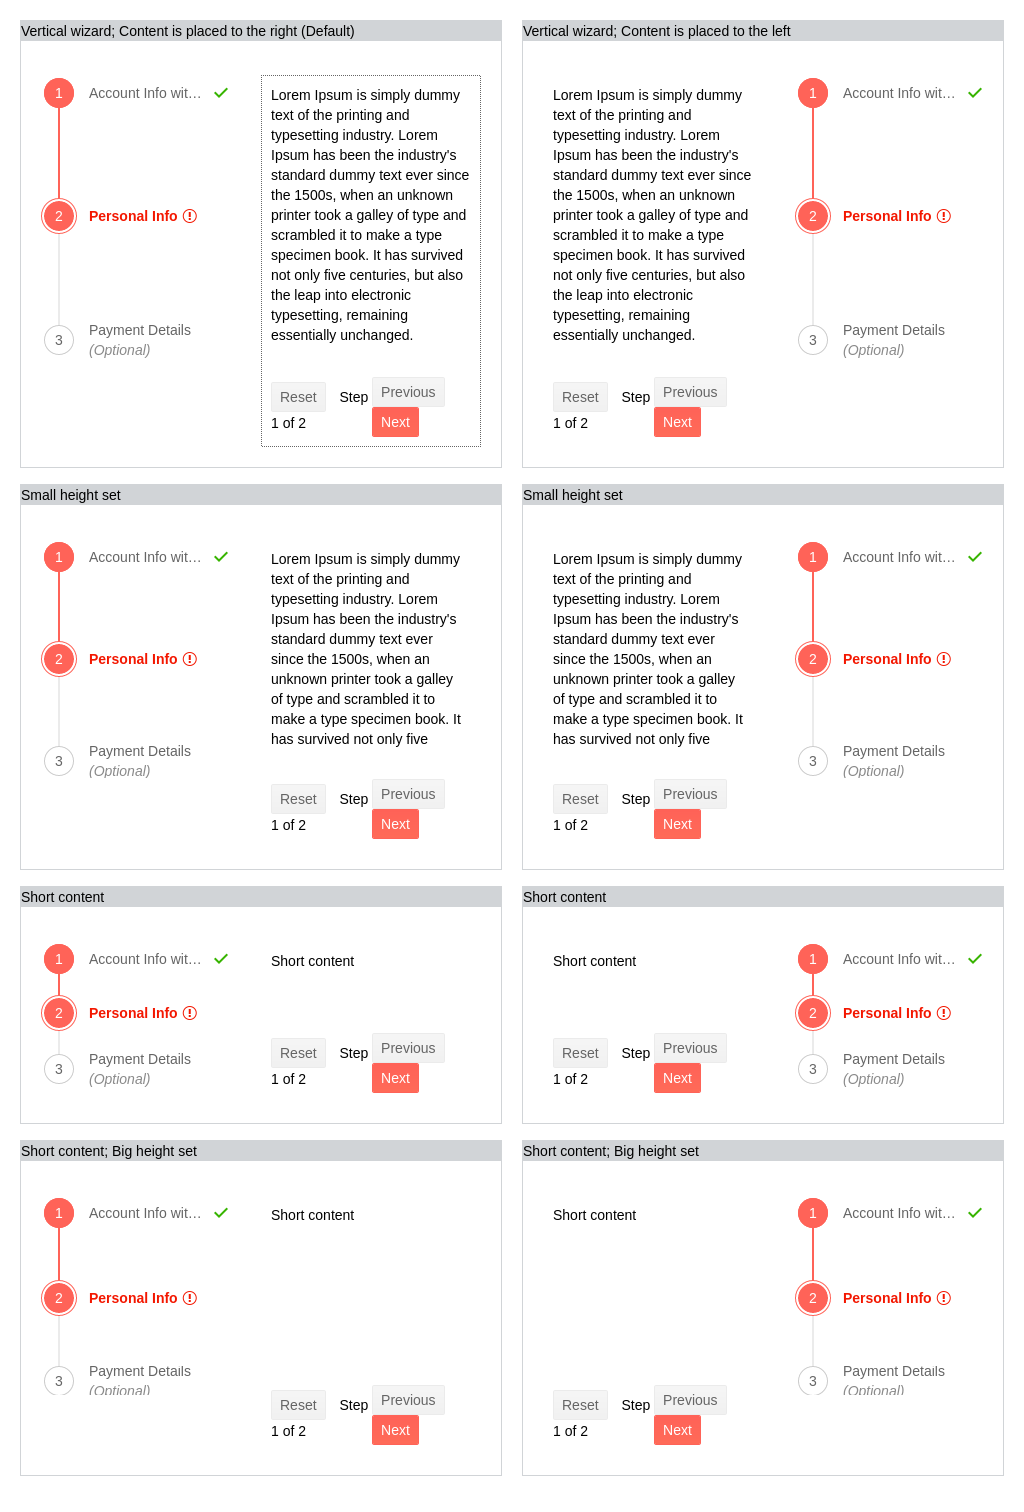 Vertical wizard; Content is placed to the right (Default)
1 Account Info wit...
2 Personal Info
3 Payment Details
(Optional)
Lorem Ipsum is simply dummy
text of the printing and
typesetting industry. Lorem
Ipsum has been the industry's
standard dummy text ever since
the 1500s, when an unknown
printer took a galley of type and
scrambled it to make a type
specimen book. It has survived
not only five centuries, but also
the leap into electronic
typesetting, remaining
essentially unchanged.
Reset Step Previous
1 of 2 Next
Vertical wizard; Content is placed to the left
Lorem Ipsum is simply dummy
text of the printing and
typesetting industry. Lorem
Ipsum has been the industry's
standard dummy text ever since
the 1500s, when an unknown
printer took a galley of type and
scrambled it to make a type
specimen book. It has survived
not only five centuries, but also
the leap into electronic
typesetting, remaining
essentially unchanged.
Reset Step Previous
1 of 2 Next
1 Account Info wit...
2 Personal Info
3 Payment Details
(Optional)
Small height set
1 Account Info wit...
2 Personal Info
3 Payment Details
(Optional)
Lorem Ipsum is simply dummy
text of the printing and
typesetting industry. Lorem
Ipsum has been the industry's
standard dummy text ever
since the 1500s, when an
unknown printer took a galley
of type and scrambled it to
make a type specimen book. It
has survived not only five
Reset Step Previous
1 of 2 Next
Small height set
Lorem Ipsum is simply dummy
text of the printing and
typesetting industry. Lorem
Ipsum has been the industry's
standard dummy text ever
since the 1500s, when an
unknown printer took a galley
of type and scrambled it to
make a type specimen book. It
has survived not only five
Reset Step Previous
1 of 2 Next
1 Account Info wit...
2 Personal Info
3 Payment Details
(Optional)
Short content
1 Account Info wit...
2 Personal Info
3 Payment Details
(Optional)
Short content
Reset Step Previous
1 of 2 Next
Short content
Short content
Reset Step Previous
1 of 2 Next
1 Account Info wit...
2 Personal Info
3 Payment Details
(Optional)
Short content; Big height set
1 Account Info wit...
2 Personal Info
3 Payment Details
(Optional)
Short content
Reset Step Previous
1 of 2 Next
Short content; Big height set
Short content
Reset Step Previous
1 of 2 Next
1 Account Info wit...
2 Personal Info
3 Payment Details
(Optional)